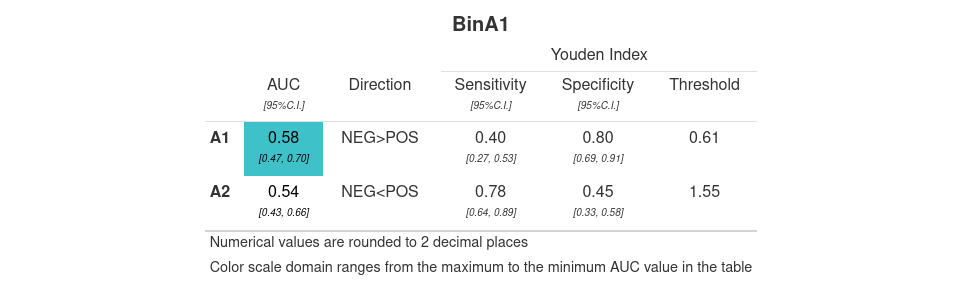 BinA1
Youden Index
AUC Direction Sensitivity Specificity Threshold
[95%C.I.] [95%C.I.] [95%C.I.]
A1 0.58 NEG>POS 0.40 0.80 0.61
[0.47, 0.70] [0.27, 0.53] [0.69, 0.91]
A2 0.54 NEG<POS 0.78 0.45 1.55
[0.43, 0.66] [0.64, 0.89] [0.33, 0.58]
Numerical values are rounded to 2 decimal places
Color scale domain ranges from the maximum to the minimum AUC value in the table